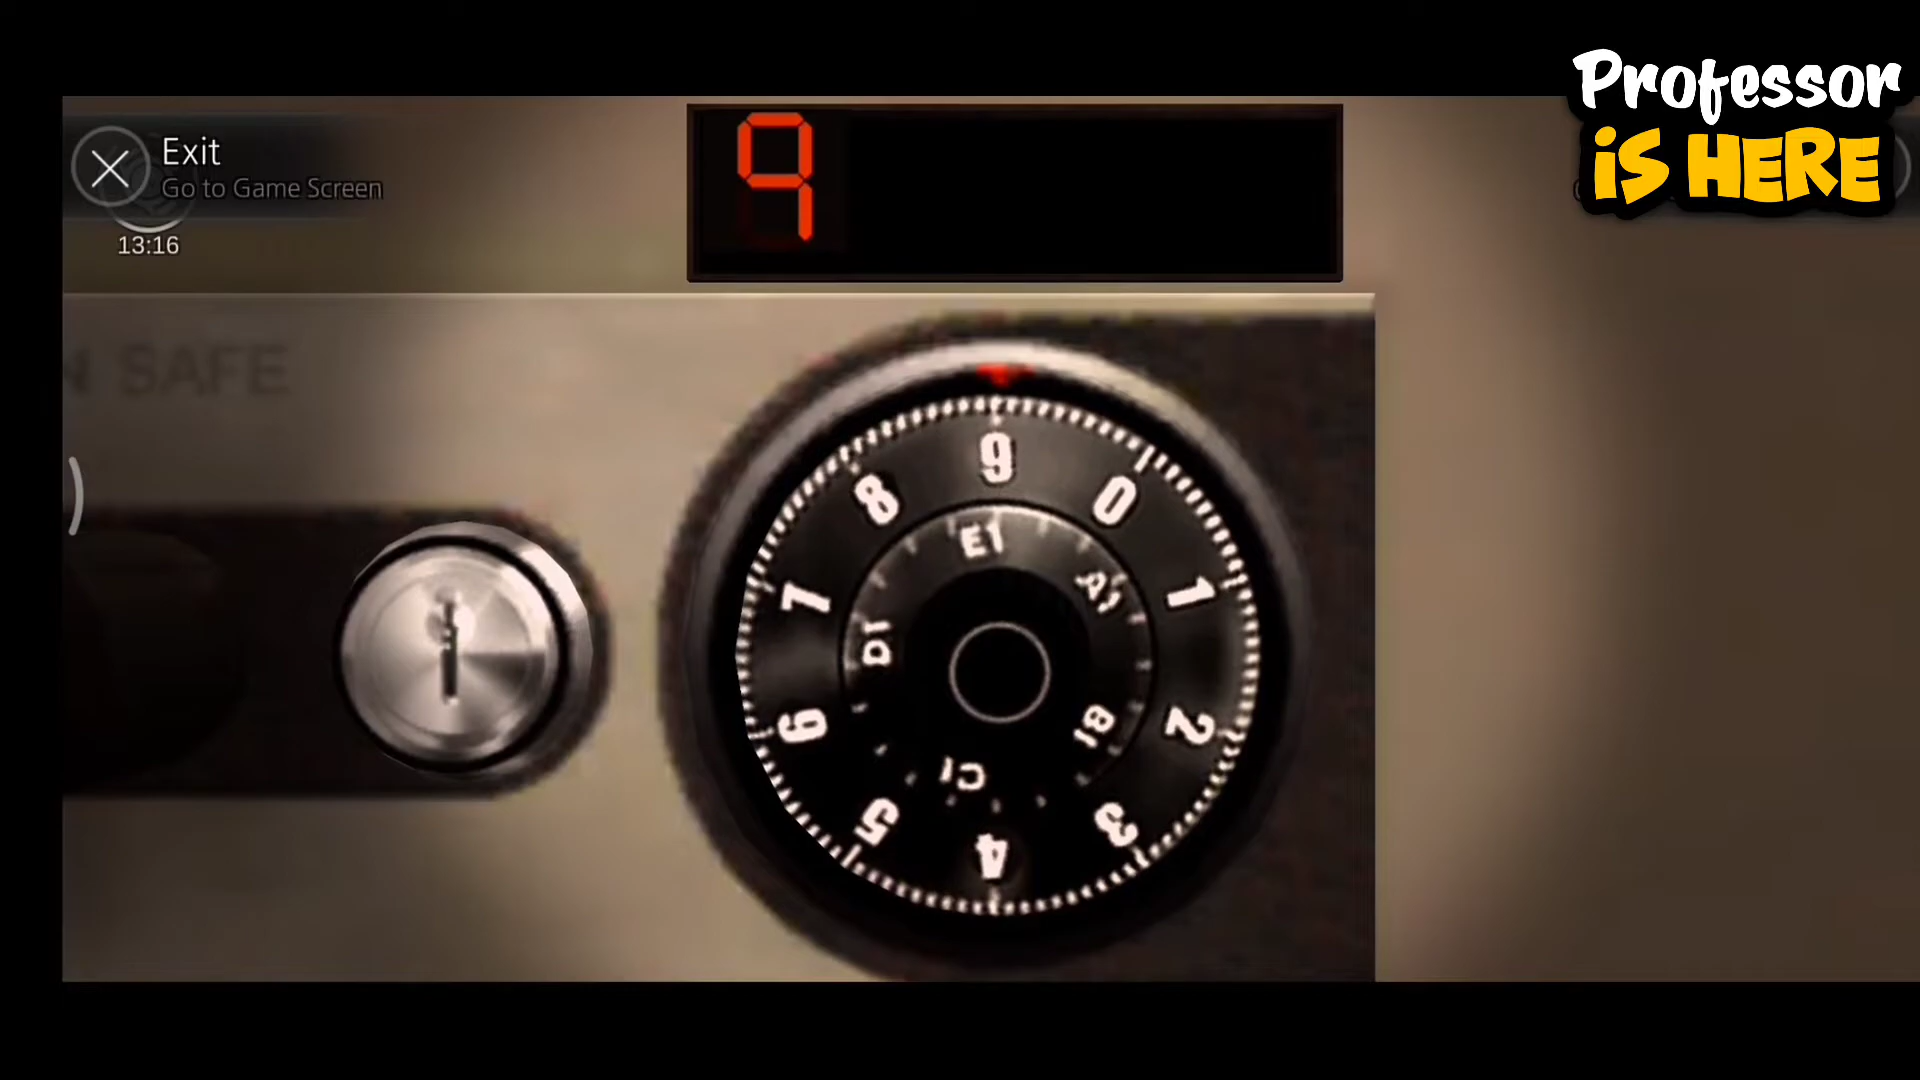 Professor
iS HERE
Exit
Go to Game Screen
9
13:16
N SAFE
9
8
0
E1
A1
7
1
D1
6
2
B1
C1
5
3
4